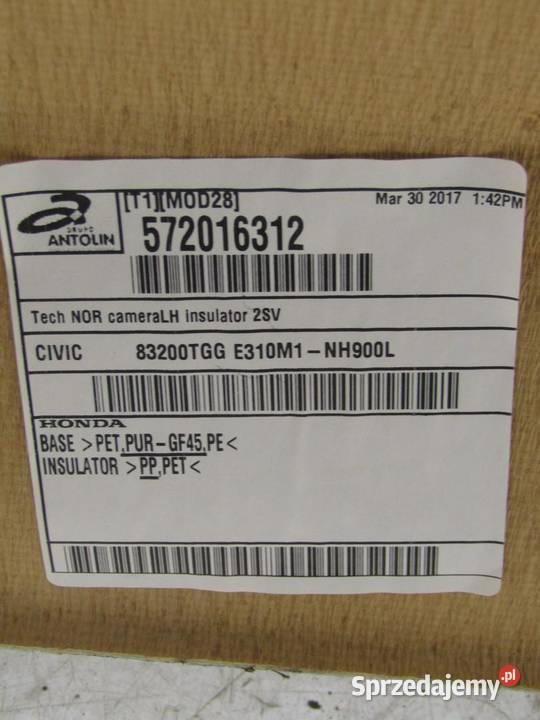 GRUPO
ANTOLIN
[T1][MOD28]
Mar 30 2017 1:42PM
572016312
Tech NOR cameraLH insulator 2SV
CIVIC 83200TGG E310M1-NH900L
HONDA
BASE >PET,PUR-GF45,PE<
INSULATOR >PP,PET<
Sprzedajemy.pl